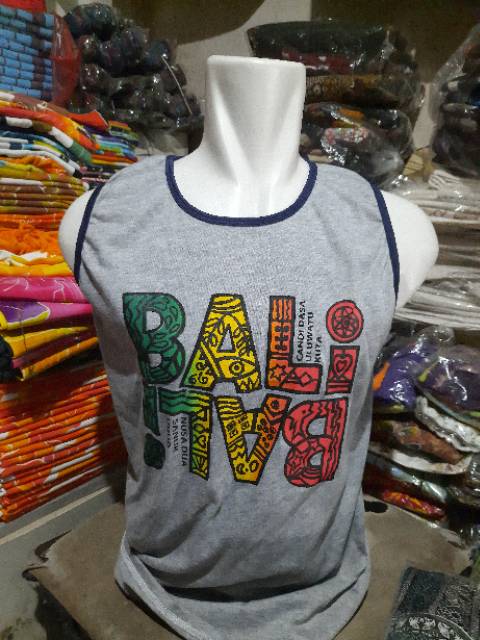 BALi
CANDI DASA
ULUWATU
KUTA
BALi
NUSA DUA
SANUR